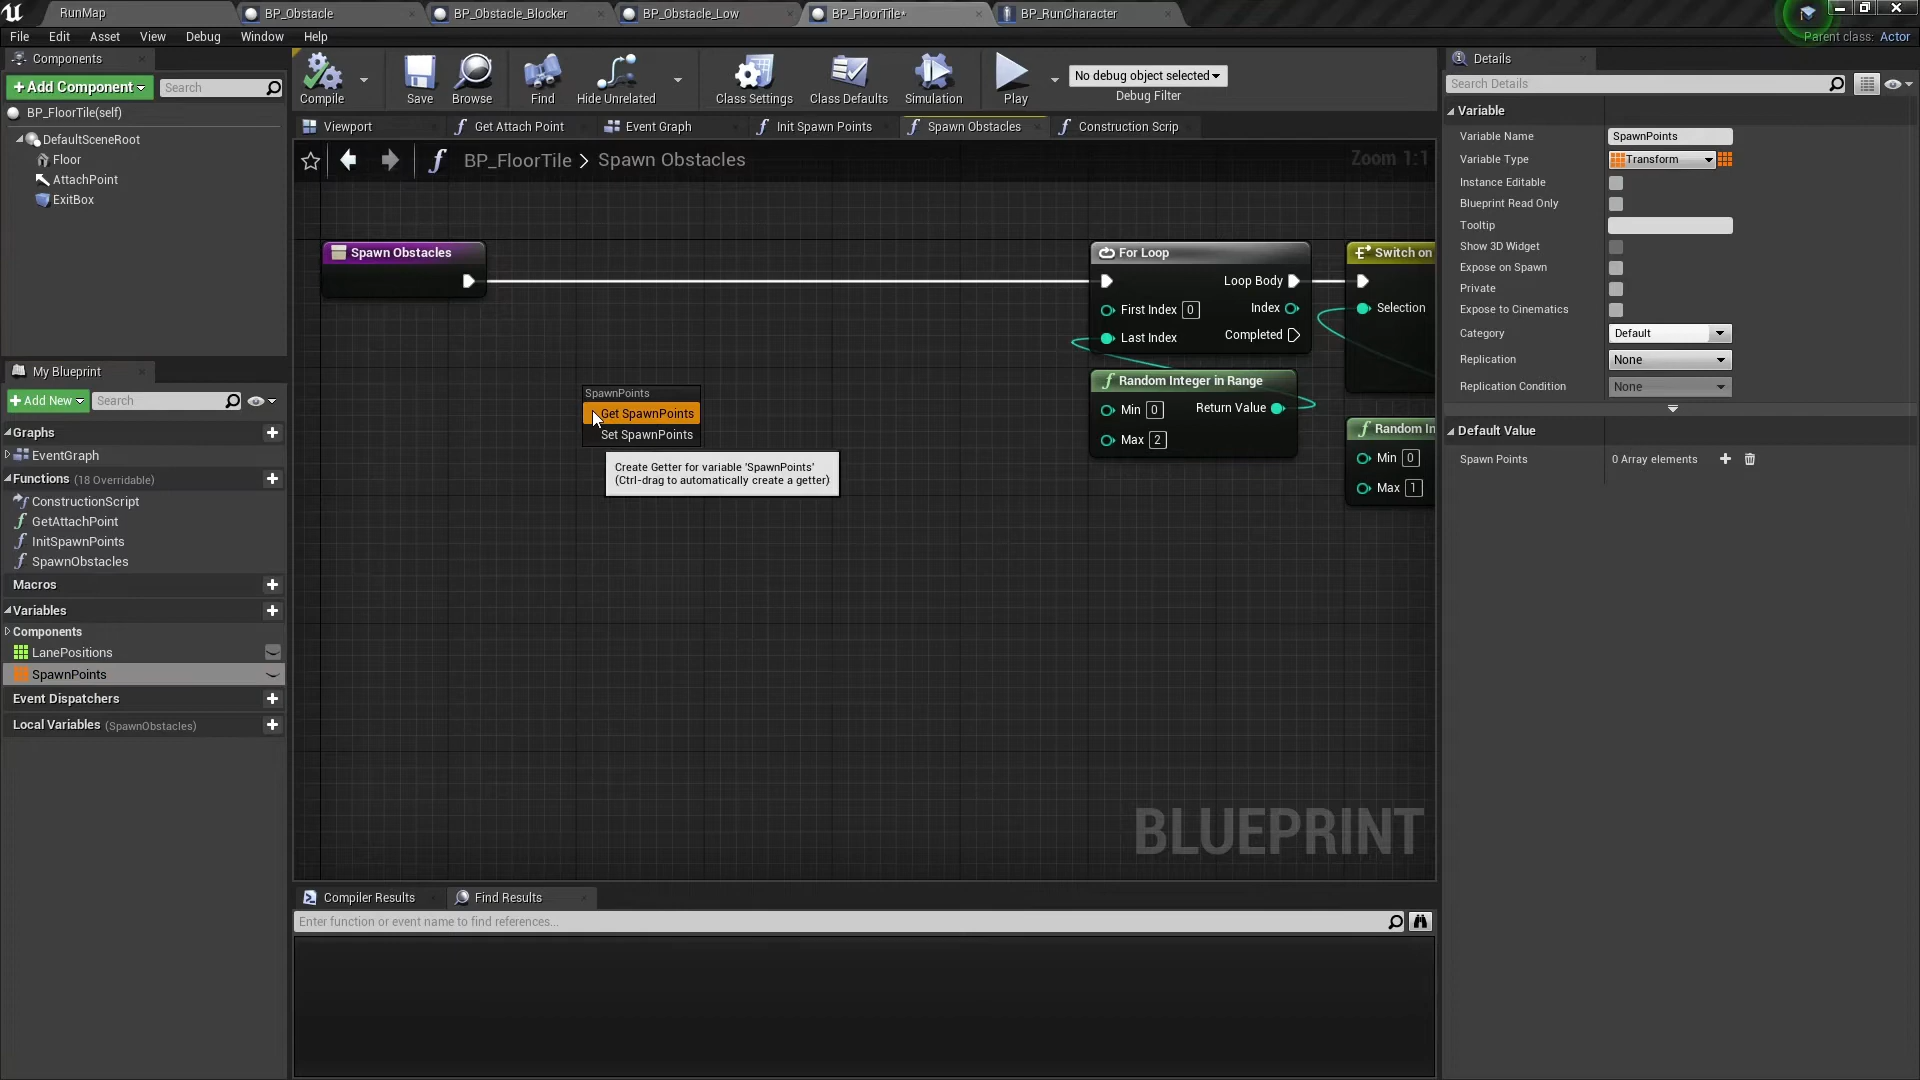 RunMap
BP_Obstacle
BP_Obstacle_Blocker
BP_Obstacle_Low
BP_FloorTile*
BP_RunCharacter
File Edit Asset View Debug Window Help
Parent class: Actor
Components
+Add Component
Search
BP_FloorTile(self)
DefaultSceneRoot
Floor
AttachPoint
ExitBox
Compile
Save
Browse
Find
Hide Unrelated
Class Settings
Class Defaults
Simulation
Play
No debug object selected
Debug Filter
Viewport
Get Attach Point
Event Graph
Init Spawn Points
Spawn Obstacles
Construction Scrip
BP_FloorTile > Spawn Obstacles
Zoom 1:1
Spawn Obstacles
For Loop
Loop Body
First Index 0
Index
Last Index
Completed
Switch on
Selection
Random Integer in Range
Min 0
Return Value
Max 2
Random In
Min 0
Max 1
SpawnPoints
Get SpawnPoints
Set SpawnPoints
Create Getter for variable 'SpawnPoints'
(Ctrl-drag to automatically create a getter)
BLUEPRINT
My Blueprint
+Add New
Search
Graphs
EventGraph
Functions (18 Overridable)
ConstructionScript
GetAttachPoint
InitSpawnPoints
SpawnObstacles
Macros
Variables
Components
LanePositions
SpawnPoints
Event Dispatchers
Local Variables (SpawnObstacles)
Compiler Results
Find Results
Enter function or event name to find references...
Details
Search Details
Variable
Variable Name SpawnPoints
Variable Type Transform
Instance Editable
Blueprint Read Only
Tooltip
Show 3D Widget
Expose on Spawn
Private
Expose to Cinematics
Category Default
Replication None
Replication Condition None
Default Value
Spawn Points 0 Array elements